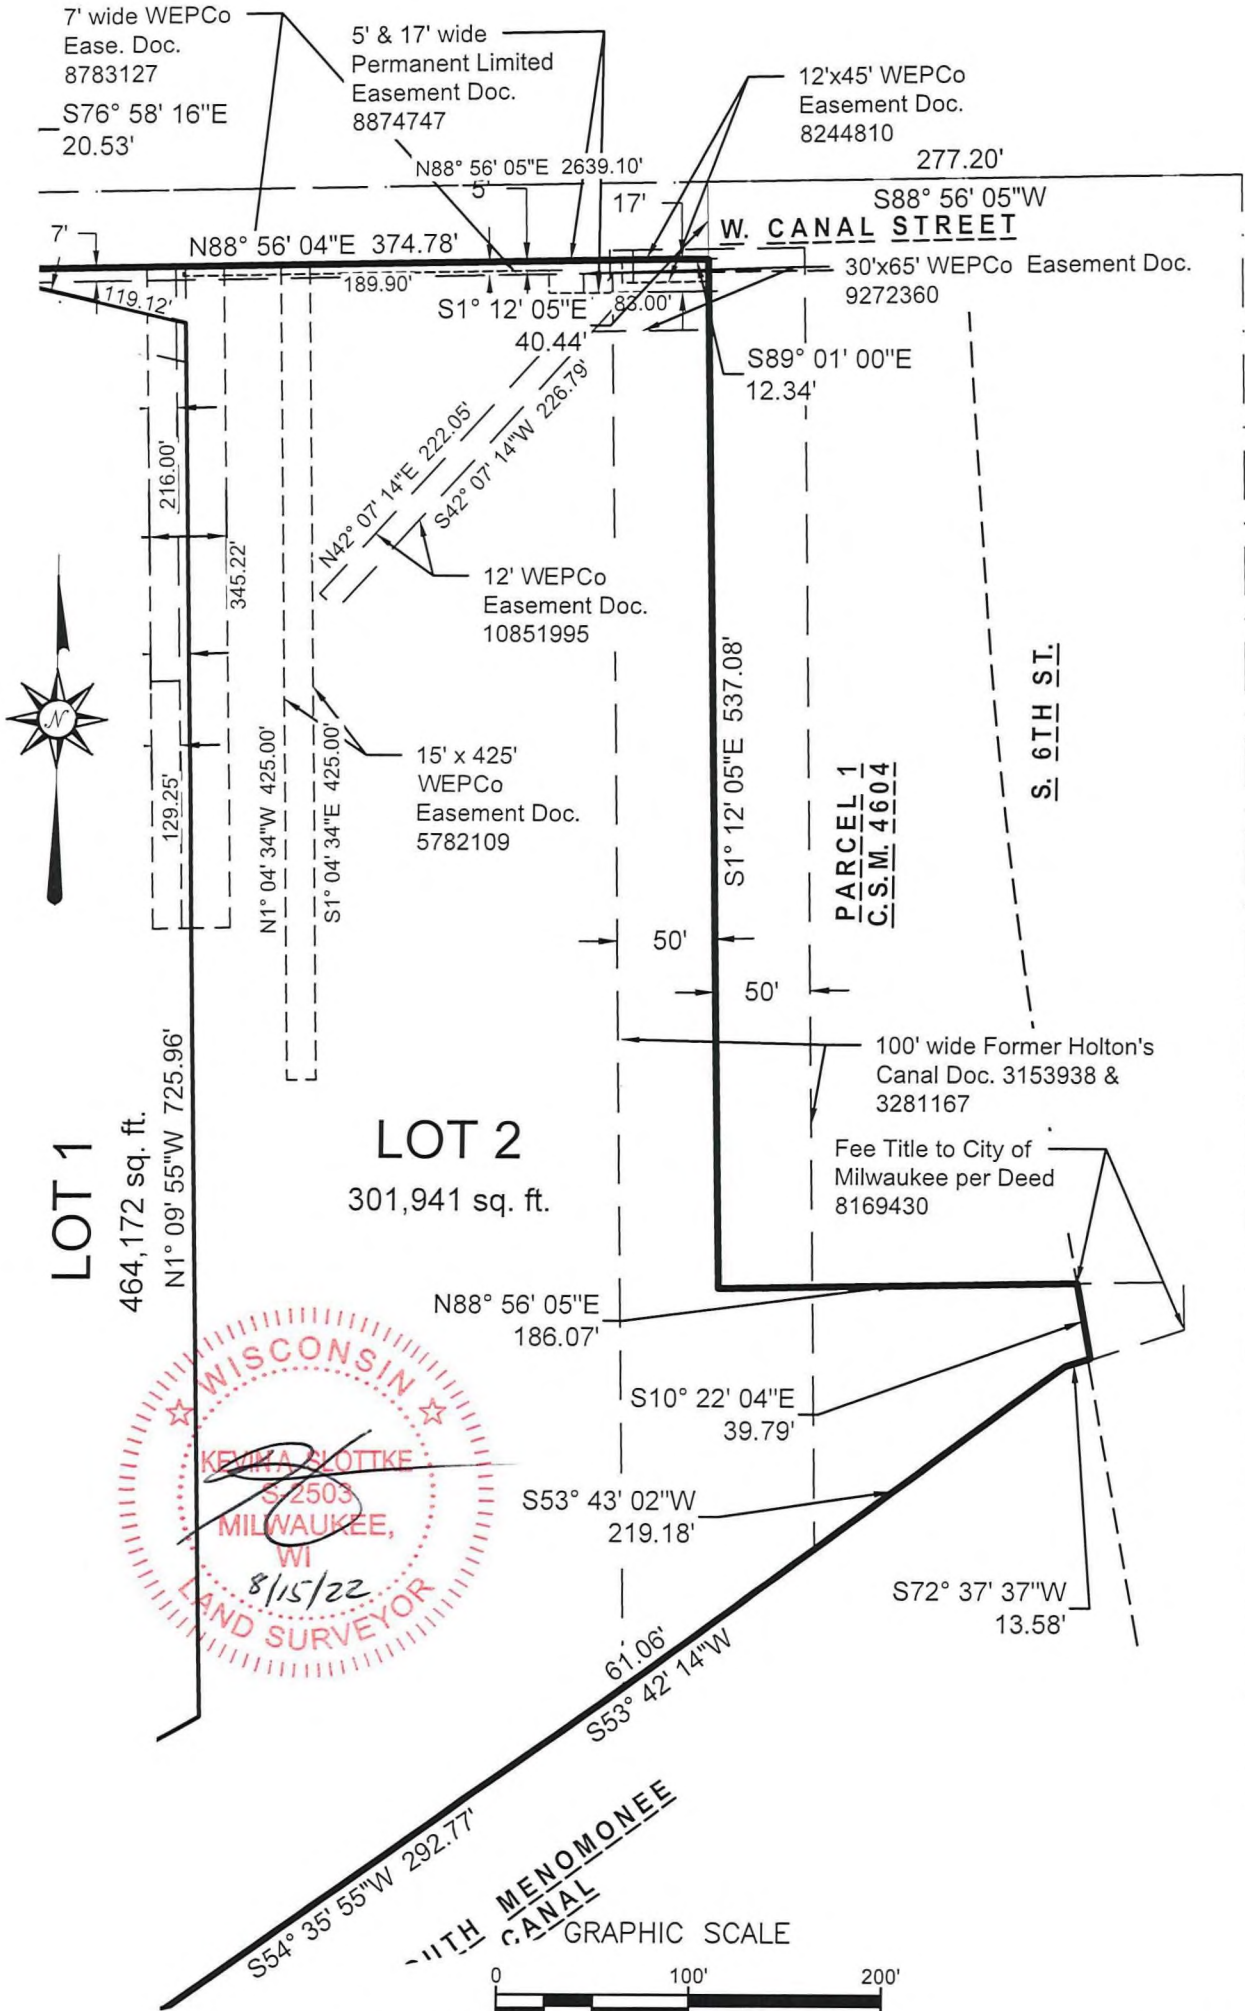 7' wide WEPCo
Ease. Doc.
8783127
S76° 58' 16"E
20.53'
5' & 17' wide
Permanent Limited
Easement Doc.
8874747
12'x45' WEPCo
Easement Doc.
8244810
277.20'
N88° 56' 05"E 2639.10'
5'
17'
S88° 56' 05"W
W. CANAL STREET
7'
N88° 56' 04"E 374.78'
30'x65' WEPCo Easement Doc.
9272360
119.12'
189.90'
83.00'
S1° 12' 05"E
40.44'
S89° 01' 00"E
12.34'
N42° 07' 14"E 222.05'
S42° 07' 14"W 226.79'
216.00'
345.22'
12' WEPCo
Easement Doc.
10851995
S1° 12' 05"E 537.08'
S. 6TH ST.
N
129.25'
N1° 04' 34"W 425.00'
S1° 04' 34"E 425.00'
15' x 425'
WEPCo
Easement Doc.
5782109
PARCEL 1
C.S.M. 4604
50'
50'
100' wide Former Holton's
Canal Doc. 3153938 &
3281167
LOT 1
464,172 sq. ft.
N1° 09' 55"W 725.96'
LOT 2
301,941 sq. ft.
Fee Title to City of
Milwaukee per Deed
8169430
N88° 56' 05"E
186.07'
S10° 22' 04"E
39.79'
WISCONSIN
KEVIN A. SLOTTKE
S-2503
MILWAUKEE,
WI
8/15/22
LAND SURVEYOR
S53° 43' 02"W
219.18'
S72° 37' 37"W
13.58'
61.06'
S53° 42' 14"W
S54° 35' 55"W 292.77'
UTH MENOMONEE
CANAL
GRAPHIC SCALE
0 100' 200'